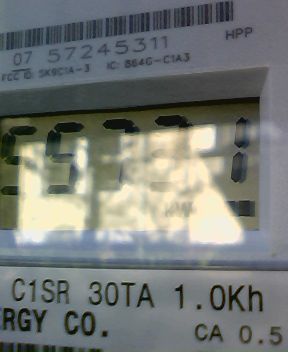 07 57245311
HPP
FCC ID: SK9C1A-3 IC: 864G-C1A3
kWh
C1SR 30TA 1.0Kh
RGY CO.
CA 0.5